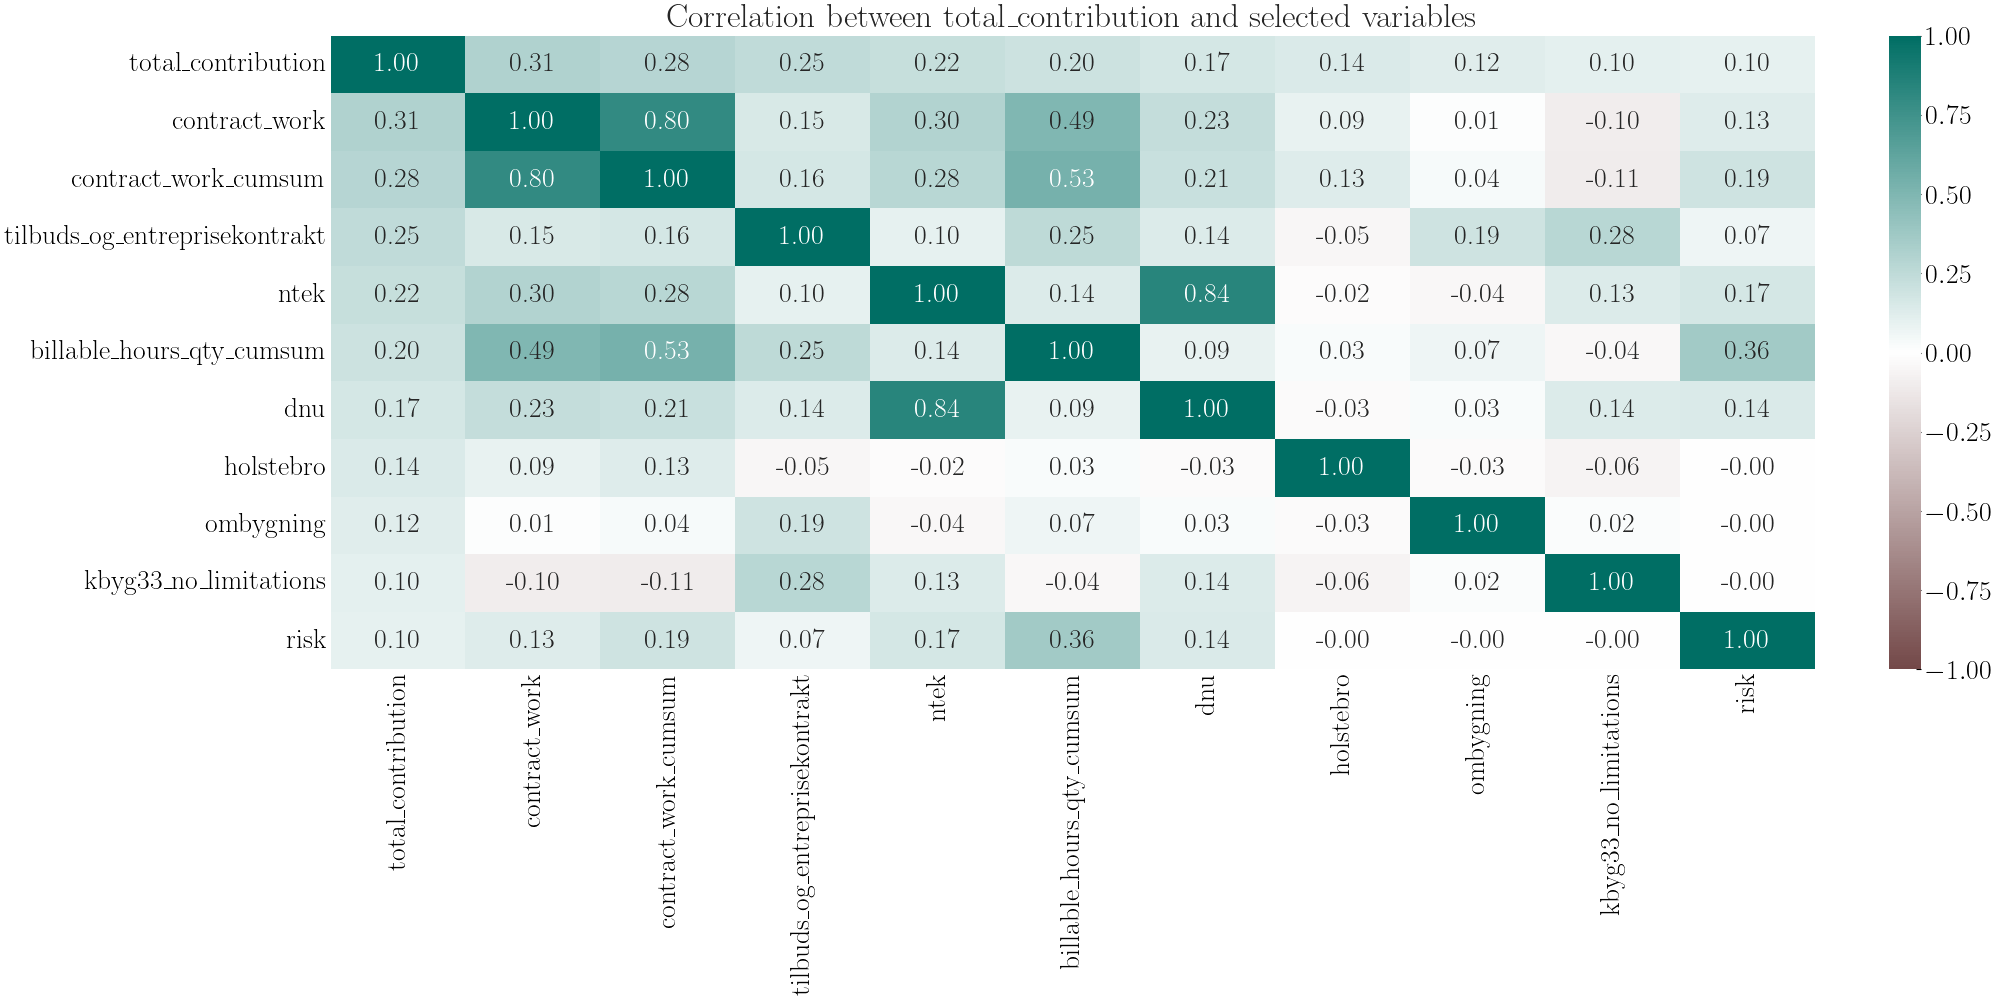 Correlation between total_contribution and selected variables
total_contribution 1.00 0.31 0.28 0.25 0.22 0.20 0.17 0.14 0.12 0.10 0.10
contract_work 0.31 1.00 0.80 0.15 0.30 0.49 0.23 0.09 0.01 -0.10 0.13
contract_work_cumsum 0.28 0.80 1.00 0.16 0.28 0.53 0.21 0.13 0.04 -0.11 0.19
tilbuds_og_entreprisekontrakt 0.25 0.15 0.16 1.00 0.10 0.25 0.14 -0.05 0.19 0.28 0.07
ntek 0.22 0.30 0.28 0.10 1.00 0.14 0.84 -0.02 -0.04 0.13 0.17
billable_hours_qty_cumsum 0.20 0.49 0.53 0.25 0.14 1.00 0.09 0.03 0.07 -0.04 0.36
dnu 0.17 0.23 0.21 0.14 0.84 0.09 1.00 -0.03 0.03 0.14 0.14
holstebro 0.14 0.09 0.13 -0.05 -0.02 0.03 -0.03 1.00 -0.03 -0.06 -0.00
ombygning 0.12 0.01 0.04 0.19 -0.04 0.07 0.03 -0.03 1.00 0.02 -0.00
kbyg33_no_limitations 0.10 -0.10 -0.11 0.28 0.13 -0.04 0.14 -0.06 0.02 1.00 -0.00
risk 0.10 0.13 0.19 0.07 0.17 0.36 0.14 -0.00 -0.00 -0.00 1.00
total_contribution
contract_work
contract_work_cumsum
tilbuds_og_entreprisekontrakt
ntek
billable_hours_qty_cumsum
dnu
holstebro
ombygning
kbyg33_no_limitations
risk
1.00
0.75
0.50
0.25
0.00
−0.25
−0.50
−0.75
−1.00